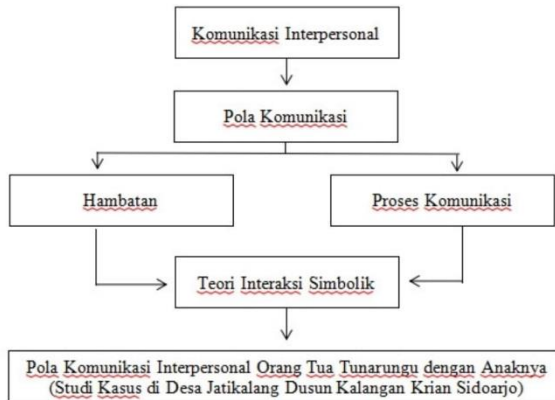 Komunikasi Interpersonal
Pola Komunikasi
Hambatan
Proses Komunikasi
Teori Interaksi Simbolik
Pola Komunikasi Interpersonal Orang Tua Tunarungu dengan Anaknya
(Studi Kasus di Desa Jatikalang Dusun Kalangan Krian Sidoarjo)